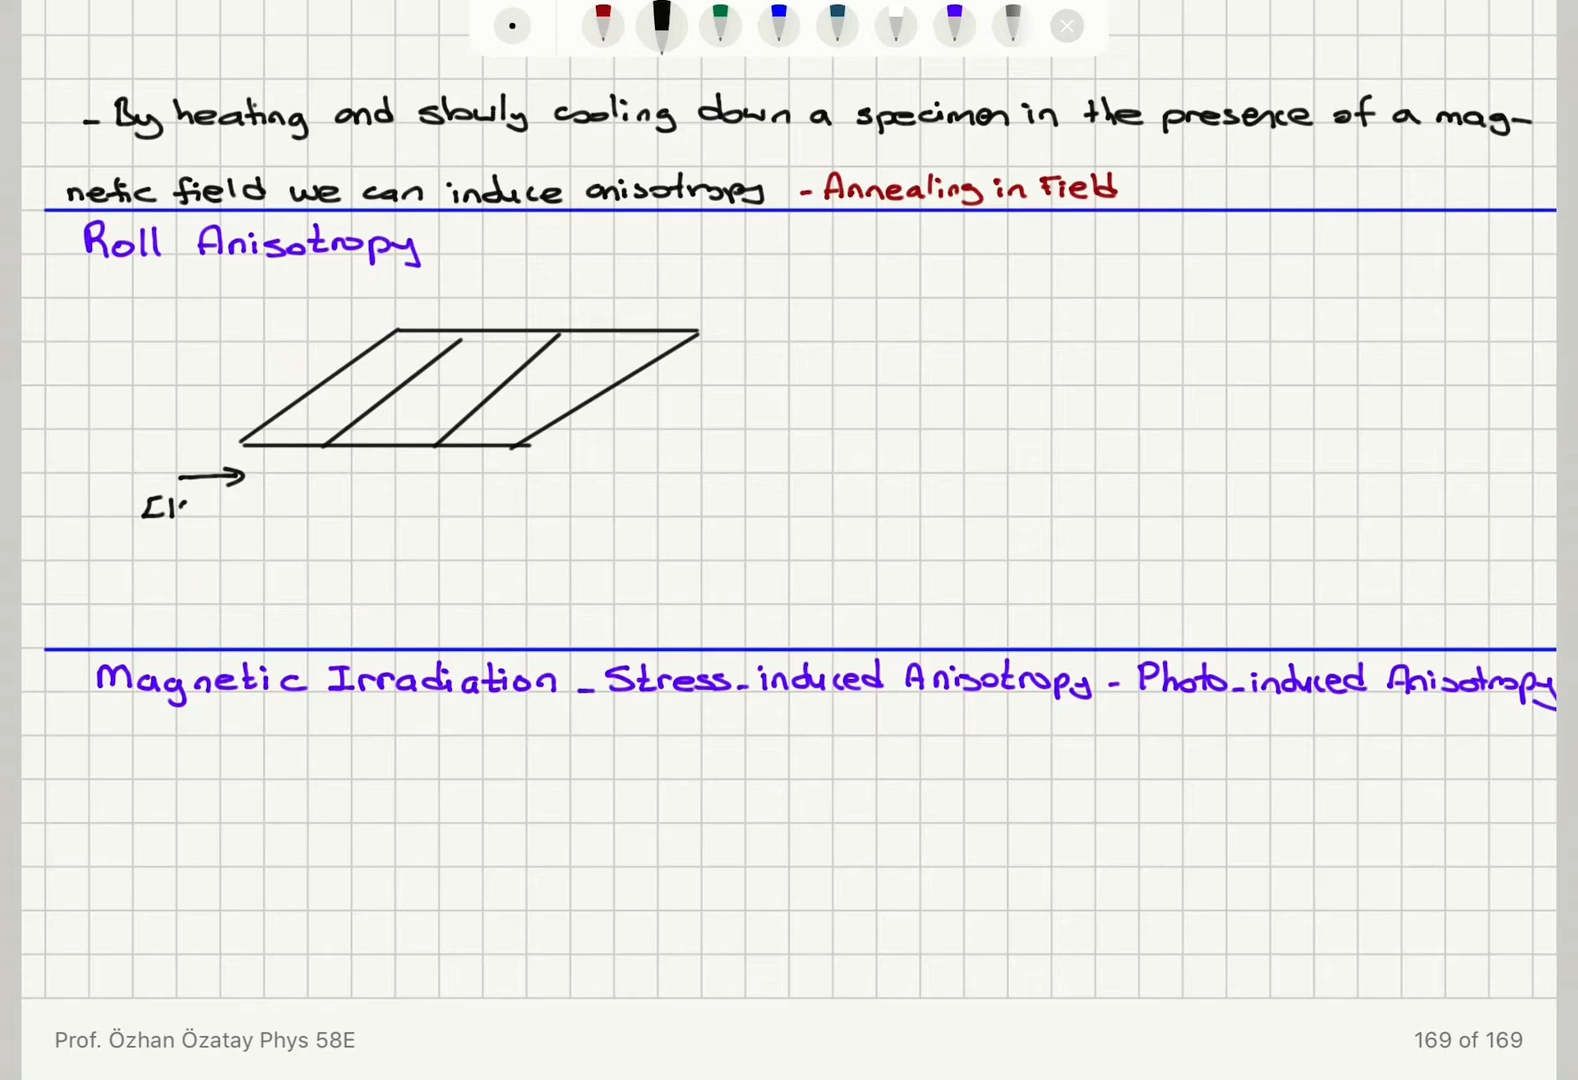 - By heating and slowly cooling down a specimen in the presence of a mag-
netic field we can induce anisotropy - Annealing in Field
Roll Anisotropy
[1
Magnetic Irradiation - Stress-induced Anisotropy - Photo-induced Anisotropy
Prof. Özhan Özatay Phys 58E
169 of 169